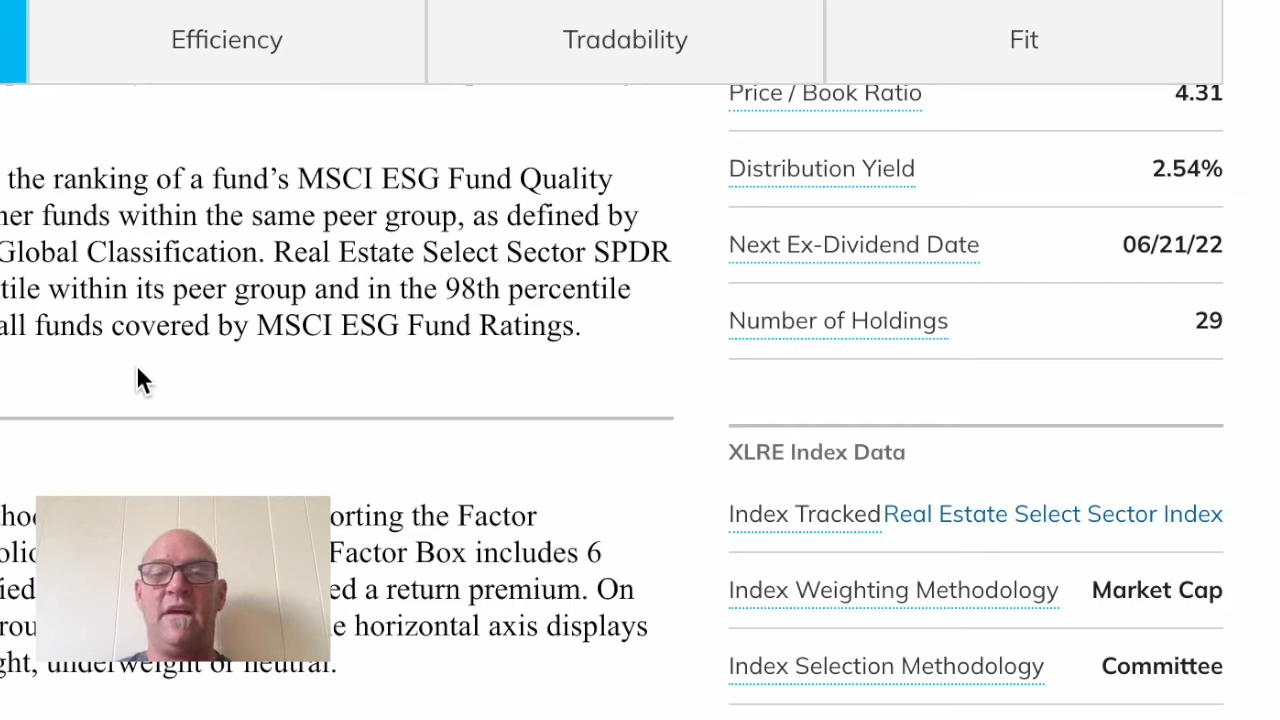 Efficiency
Tradability
Fit
the ranking of a fund’s MSCI ESG Fund Quality
ner funds within the same peer group, as defined by
Global Classification. Real Estate Select Sector SPDR
tile within its peer group and in the 98th percentile
all funds covered by MSCI ESG Fund Ratings.
orting the Factor
Factor Box includes 6
ed a return premium. On
e horizontal axis displays
ght, underweight or neutral.
Price / Book Ratio 4.31
Distribution Yield 2.54%
Next Ex-Dividend Date 06/21/22
Number of Holdings 29
XLRE Index Data
Index Tracked Real Estate Select Sector Index
Index Weighting Methodology Market Cap
Index Selection Methodology Committee